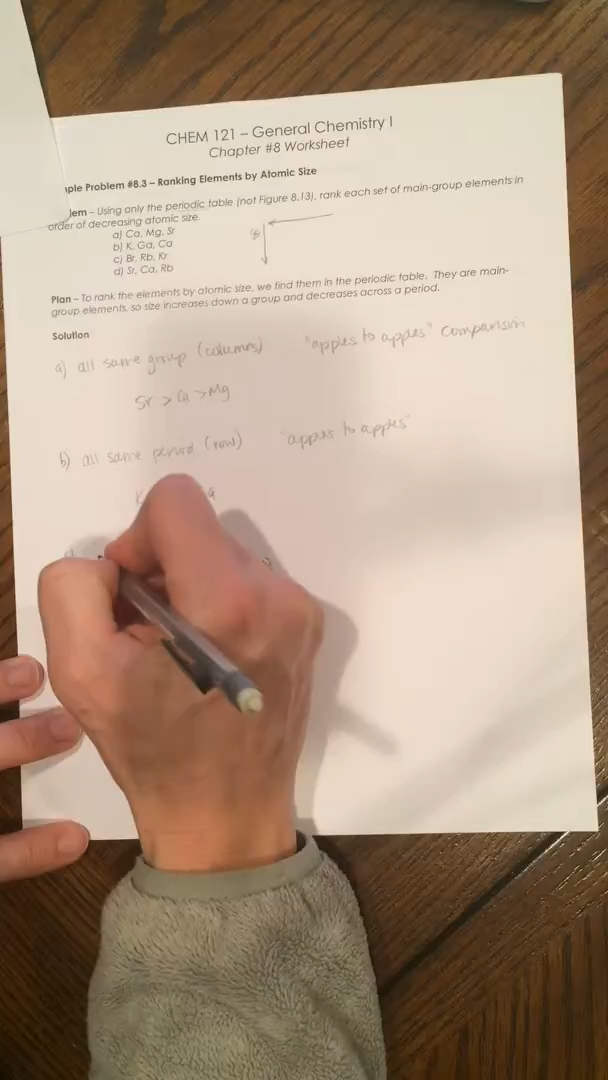 CHEM 121 – General Chemistry I
Chapter #8 Worksheet
Problem #8.3 – Ranking Elements by Atomic Size
– Using only the periodic table (not Figure 8.13), rank each set of main-group elements in
order of decreasing atomic size.
a) Ca, Mg, Sr
b) K, Ga, Ca
c) Br, Rb, Kr
d) Sr, Ca, Rb
Plan – To rank the elements by atomic size, we find them in the periodic table. They are main-
group elements, so size increases down a group and decreases across a period.
Solution
a) all same group (columns) "apples to apples" comparison
Sr > Ca > Mg
b) all same period (row) "apples to apples"